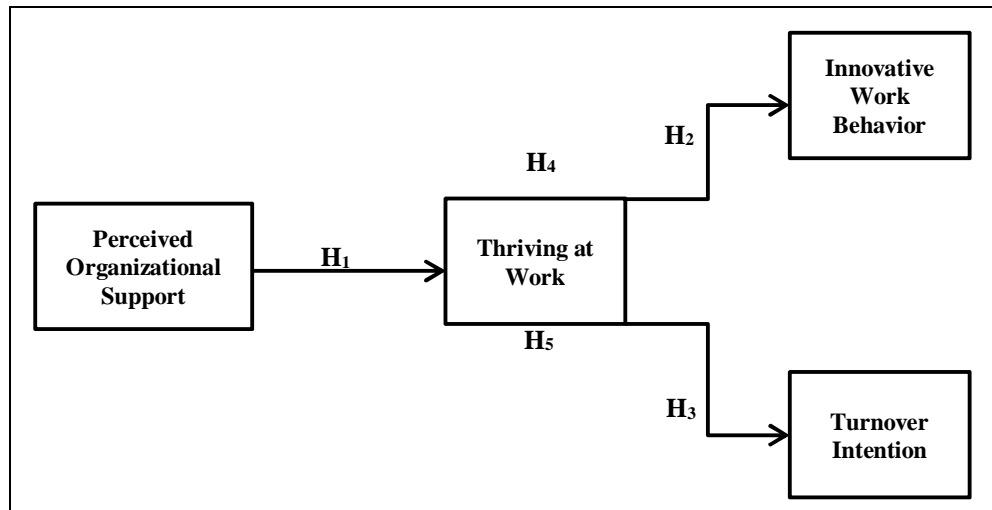 Innovative
Work
Behavior
H₂
H₄
Perceived
Organizational
Support
H₁
Thriving at
Work
H₅
H₃
Turnover
Intention